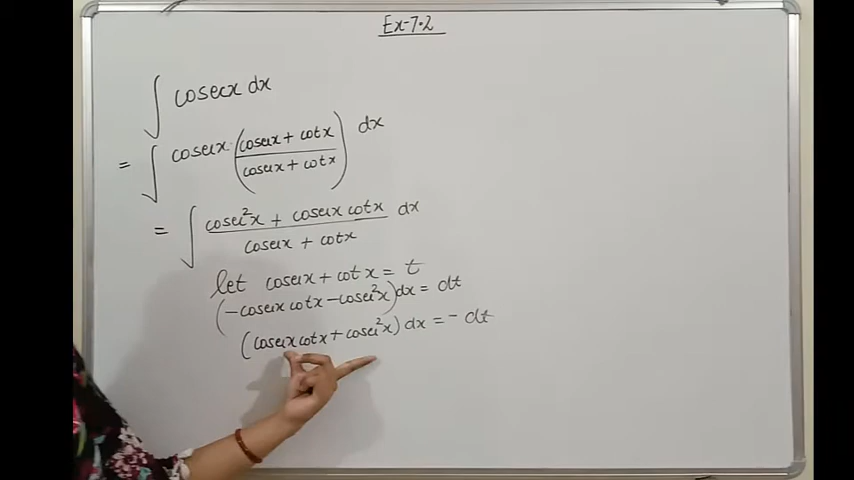 Ex-7.2
∫ cosecx dx
= ∫ cosecx · (cosecx + cotx / cosecx + cotx) dx
= ∫ cosec²x + cosecx cotx / cosecx + cotx dx
let cosecx + cotx = t
(-cosecx cotx - cosec²x) dx = dt
(cosecx cotx + cosec²x) dx = - dt